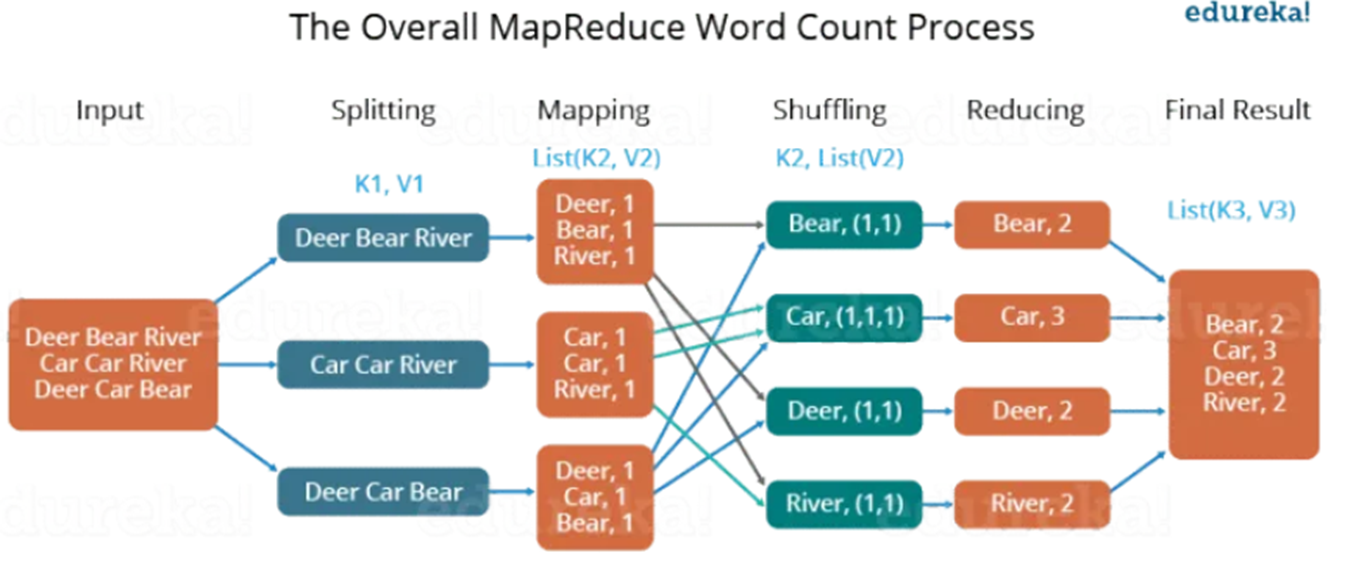 The Overall MapReduce Word Count Process
edureka!
Input
Splitting
Mapping
Shuffling
Reducing
Final Result
K1, V1
List(K2, V2)
K2, List(V2)
List(K3, V3)
Deer Bear River
Car Car River
Deer Car Bear
Deer Bear River
Car Car River
Deer Car Bear
Deer, 1
Bear, 1
River, 1
Car, 1
Car, 1
River, 1
Deer, 1
Car, 1
Bear, 1
Bear, (1,1)
Car, (1,1,1)
Deer, (1,1)
River, (1,1)
Bear, 2
Car, 3
Deer, 2
River, 2
Bear, 2
Car, 3
Deer, 2
River, 2